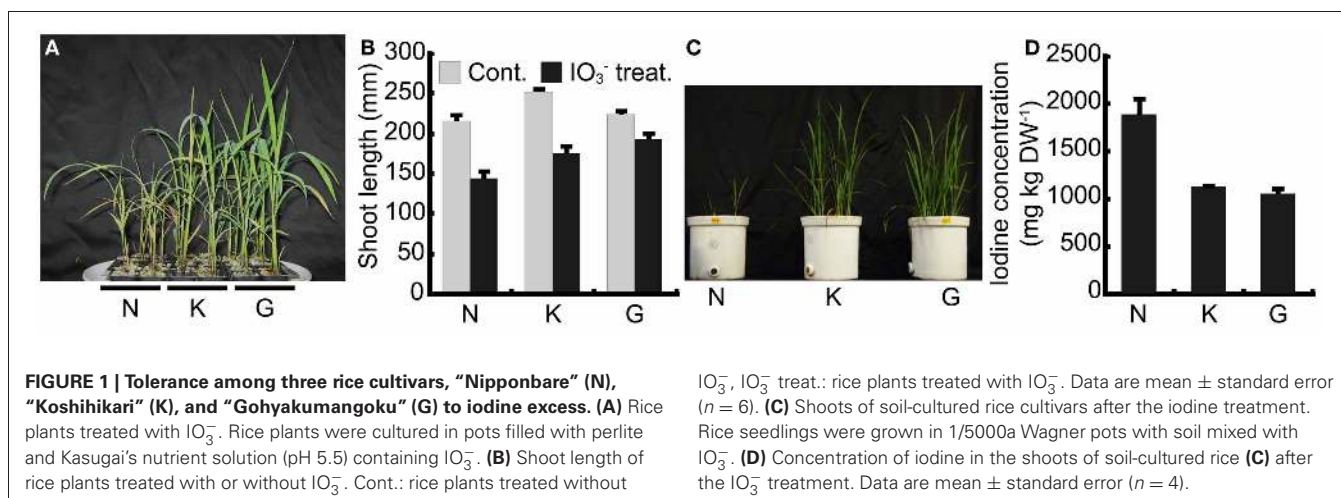 A
N K G
B
Shoot length (mm)
300
250
200
150
100
50
0
Cont. IO₃⁻ treat.
N K G
C
N K G
D
Iodine concentration
(mg kg DW⁻¹)
2500
2000
1500
1000
500
0
N K G
FIGURE 1 | Tolerance among three rice cultivars, “Nipponbare” (N),
“Koshihikari” (K), and “Gohyakumangoku” (G) to iodine excess. (A) Rice
plants treated with IO₃⁻. Rice plants were cultured in pots filled with perlite
and Kasugai’s nutrient solution (pH 5.5) containing IO₃⁻. (B) Shoot length of
rice plants treated with or without IO₃⁻. Cont.: rice plants treated without
IO₃⁻, IO₃⁻ treat.: rice plants treated with IO₃⁻. Data are mean ± standard error
(n = 6). (C) Shoots of soil-cultured rice cultivars after the iodine treatment.
Rice seedlings were grown in 1/5000a Wagner pots with soil mixed with
IO₃⁻. (D) Concentration of iodine in the shoots of soil-cultured rice (C) after
the IO₃⁻ treatment. Data are mean ± standard error (n = 4).